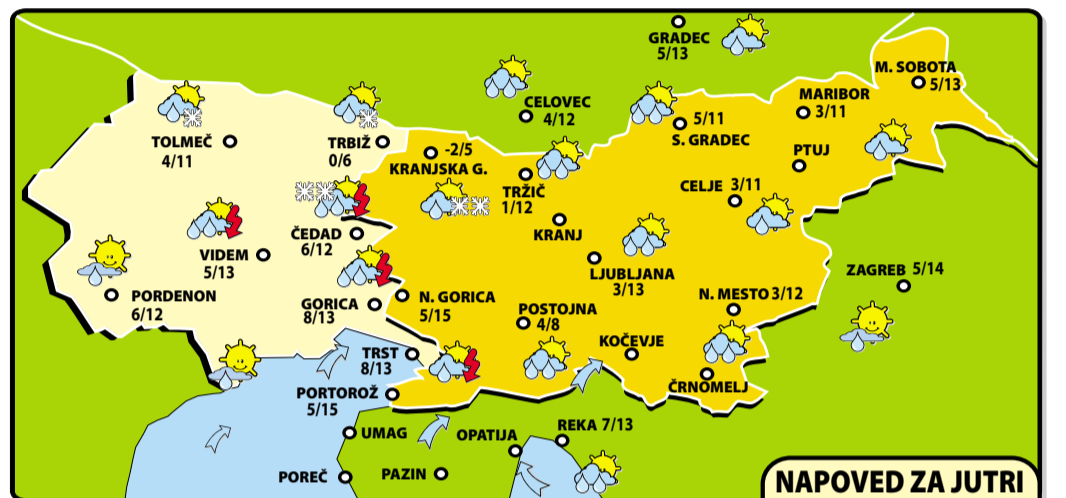 GRADEC
5/13
M. SOBOTA
5/13
CELOVEC
4/12
MARIBOR
3/11
5/11
S. GRADEC
TOLMEČ
4/11
TRBIŽ
0/6
-2/5
KRANJSKA G.
PTUJ
TRŽIČ
1/12
CELJE 3/11
KRANJ
ČEDAD
6/12
VIDEM
5/13
LJUBLJANA
3/13
ZAGREB 5/14
PORDENON
6/12
GORICA
8/13
N. GORICA
5/15
POSTOJNA
4/8
N. MESTO 3/12
KOČEVJE
TRST
8/13
ČRNOMELJ
PORTOROŽ
5/15
UMAG
OPATIJA
REKA 7/13
POREČ
PAZIN
NAPOVED ZA JUTRI